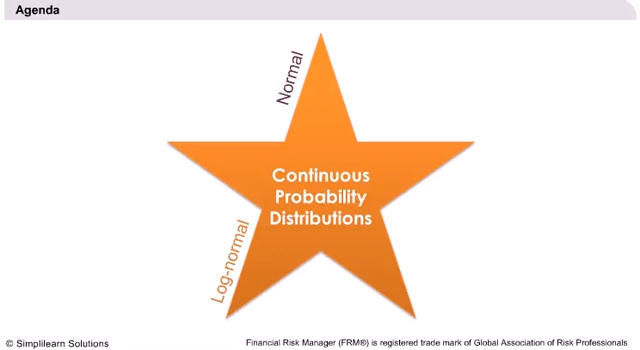 Agenda
Normal
Continuous
Probability
Distributions
Log-normal
© Simplilearn Solutions
Financial Risk Manager (FRM®) is registered trade mark of Global Association of Risk Professionals